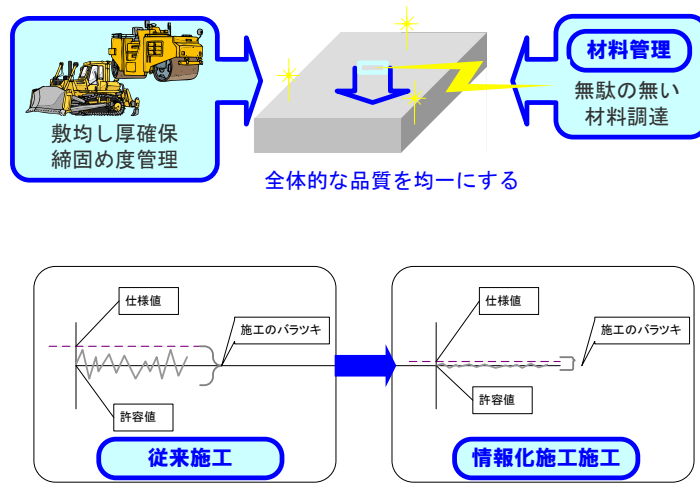 敷均し厚確保
締固め度管理
材料管理
無駄の無い
材料調達
全体的な品質を均一にする
仕様値
施工のバラツキ
許容値
従来施工
仕様値
施工のバラツキ
許容値
情報化施工施工